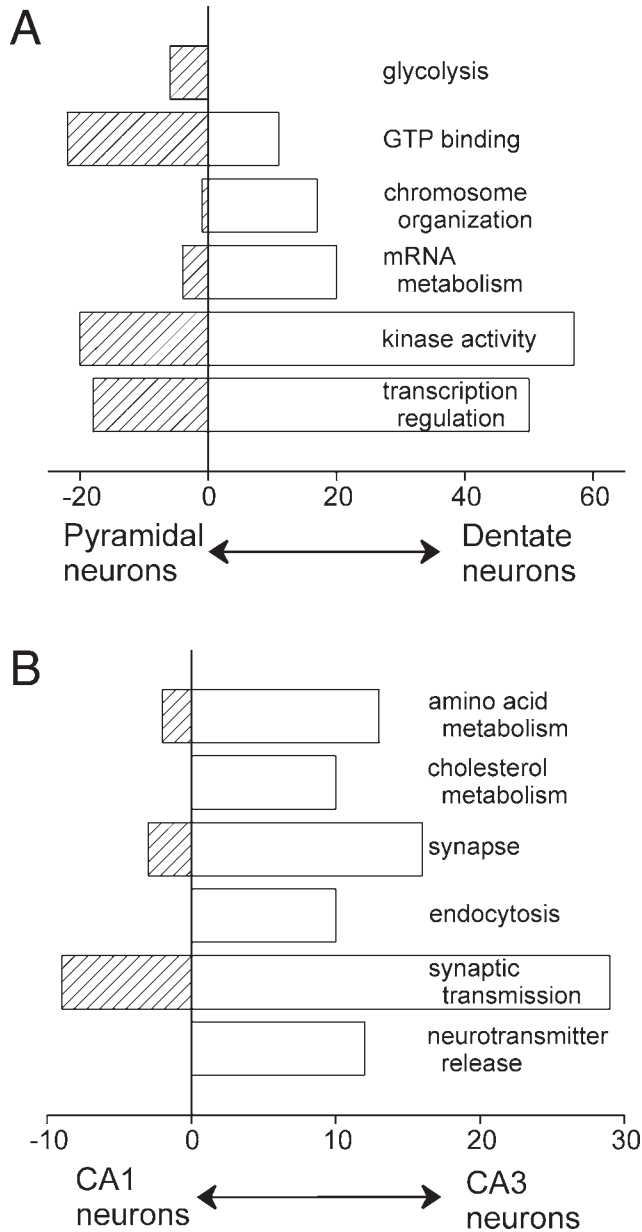 A
glycolysis
GTP binding
chromosome
organization
mRNA
metabolism
kinase activity
transcription
regulation
-20 0 20 40 60
Pyramidal Dentate
neurons neurons
B
amino acid
metabolism
cholesterol
metabolism
synapse
endocytosis
synaptic
transmission
neurotransmitter
release
-10 0 10 20 30
CA1 CA3
neurons neurons